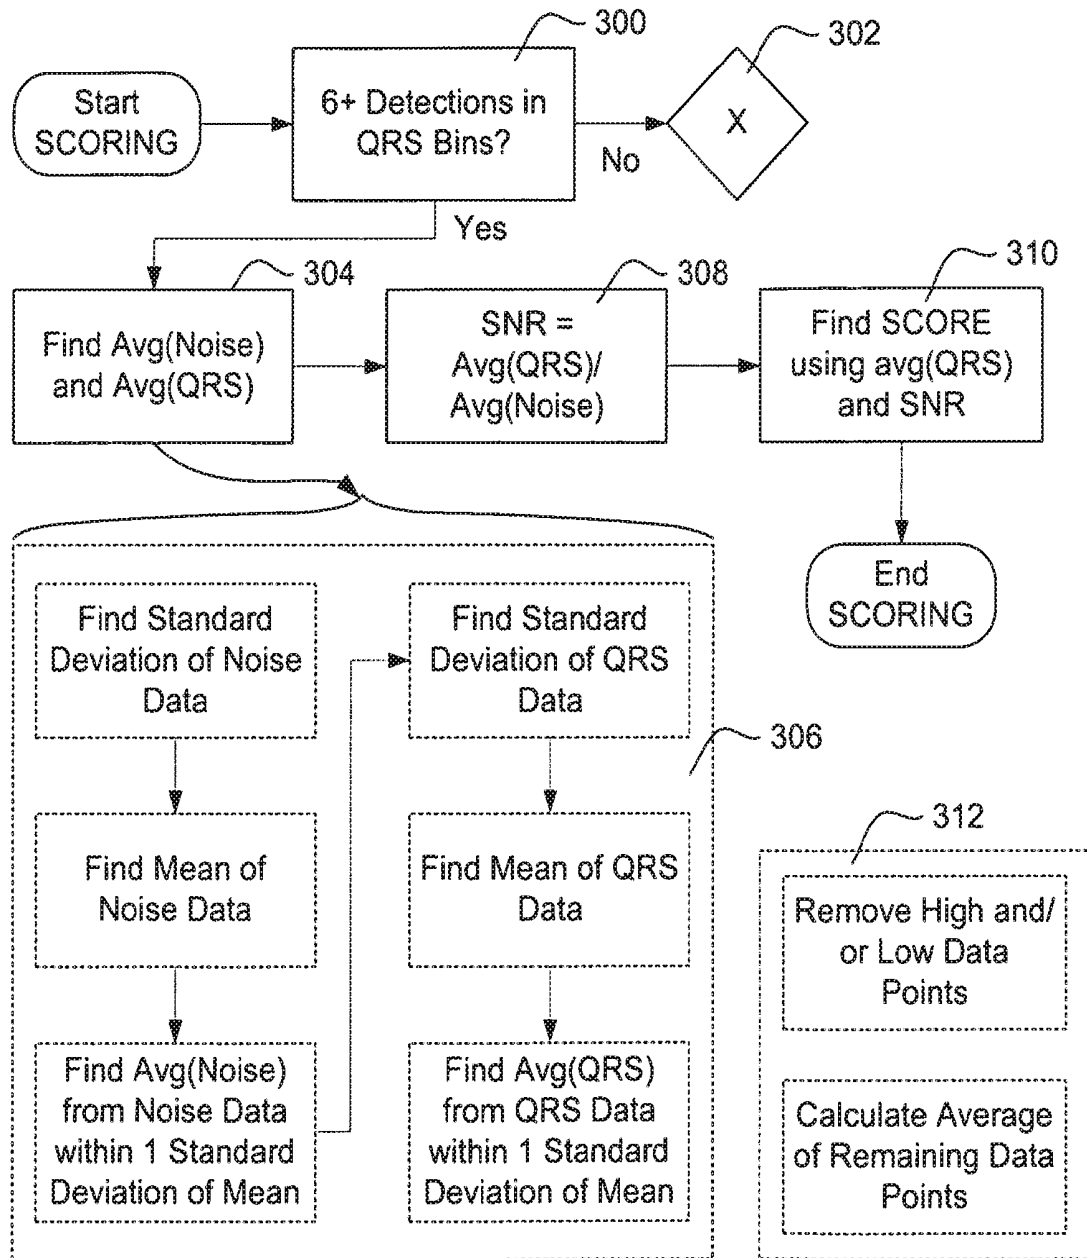 300
302
Start
SCORING
6+ Detections in
QRS Bins?
X
No
Yes
304
308
310
Find Avg(Noise)
and Avg(QRS)
SNR =
Avg(QRS)/
Avg(Noise)
Find SCORE
using avg(QRS)
and SNR
End
SCORING
Find Standard
Deviation of Noise
Data
Find Mean of
Noise Data
Find Avg(Noise)
from Noise Data
within 1 Standard
Deviation of Mean
Find Standard
Deviation of QRS
Data
Find Mean of QRS
Data
Find Avg(QRS)
from QRS Data
within 1 Standard
Deviation of Mean
306
312
Remove High and/
or Low Data
Points
Calculate Average
of Remaining Data
Points